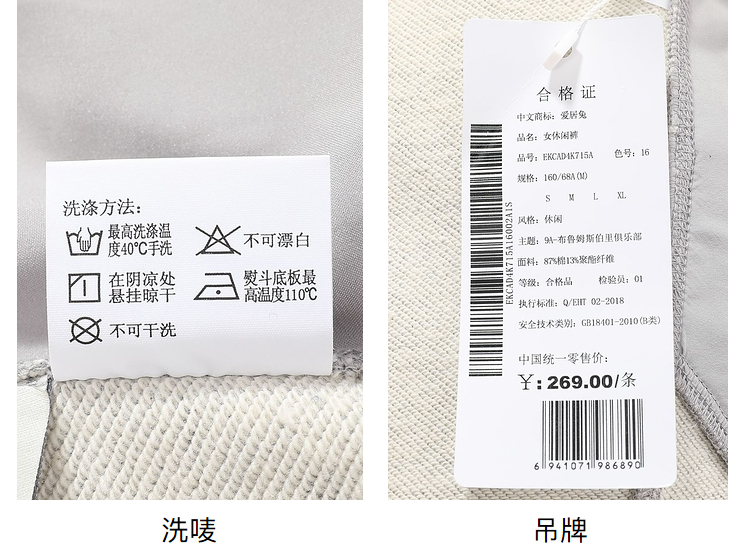 洗涤方法：
最高洗涤温
度40℃手洗
不可漂白
在阴凉处
悬挂晾干
熨斗底板最
高温度110℃
不可干洗
洗唛
合格证
中文商标：爱居兔
品名：女休闲裤
品号：EKCAD4K715A 色号：16
规格：160/68A(M)
S M L XL
风格：休闲
主题：9A-布鲁姆斯伯里俱乐部
面料：87%棉13%聚酯纤维
等级：合格品 检验员：01
执行标准：Q/EHT 02-2018
安全技术类别：GB18401-2010(B类)
中国统一零售价：
¥:269.00/条
6 941071 986890
EKCAD4K715A16002A1S
吊牌